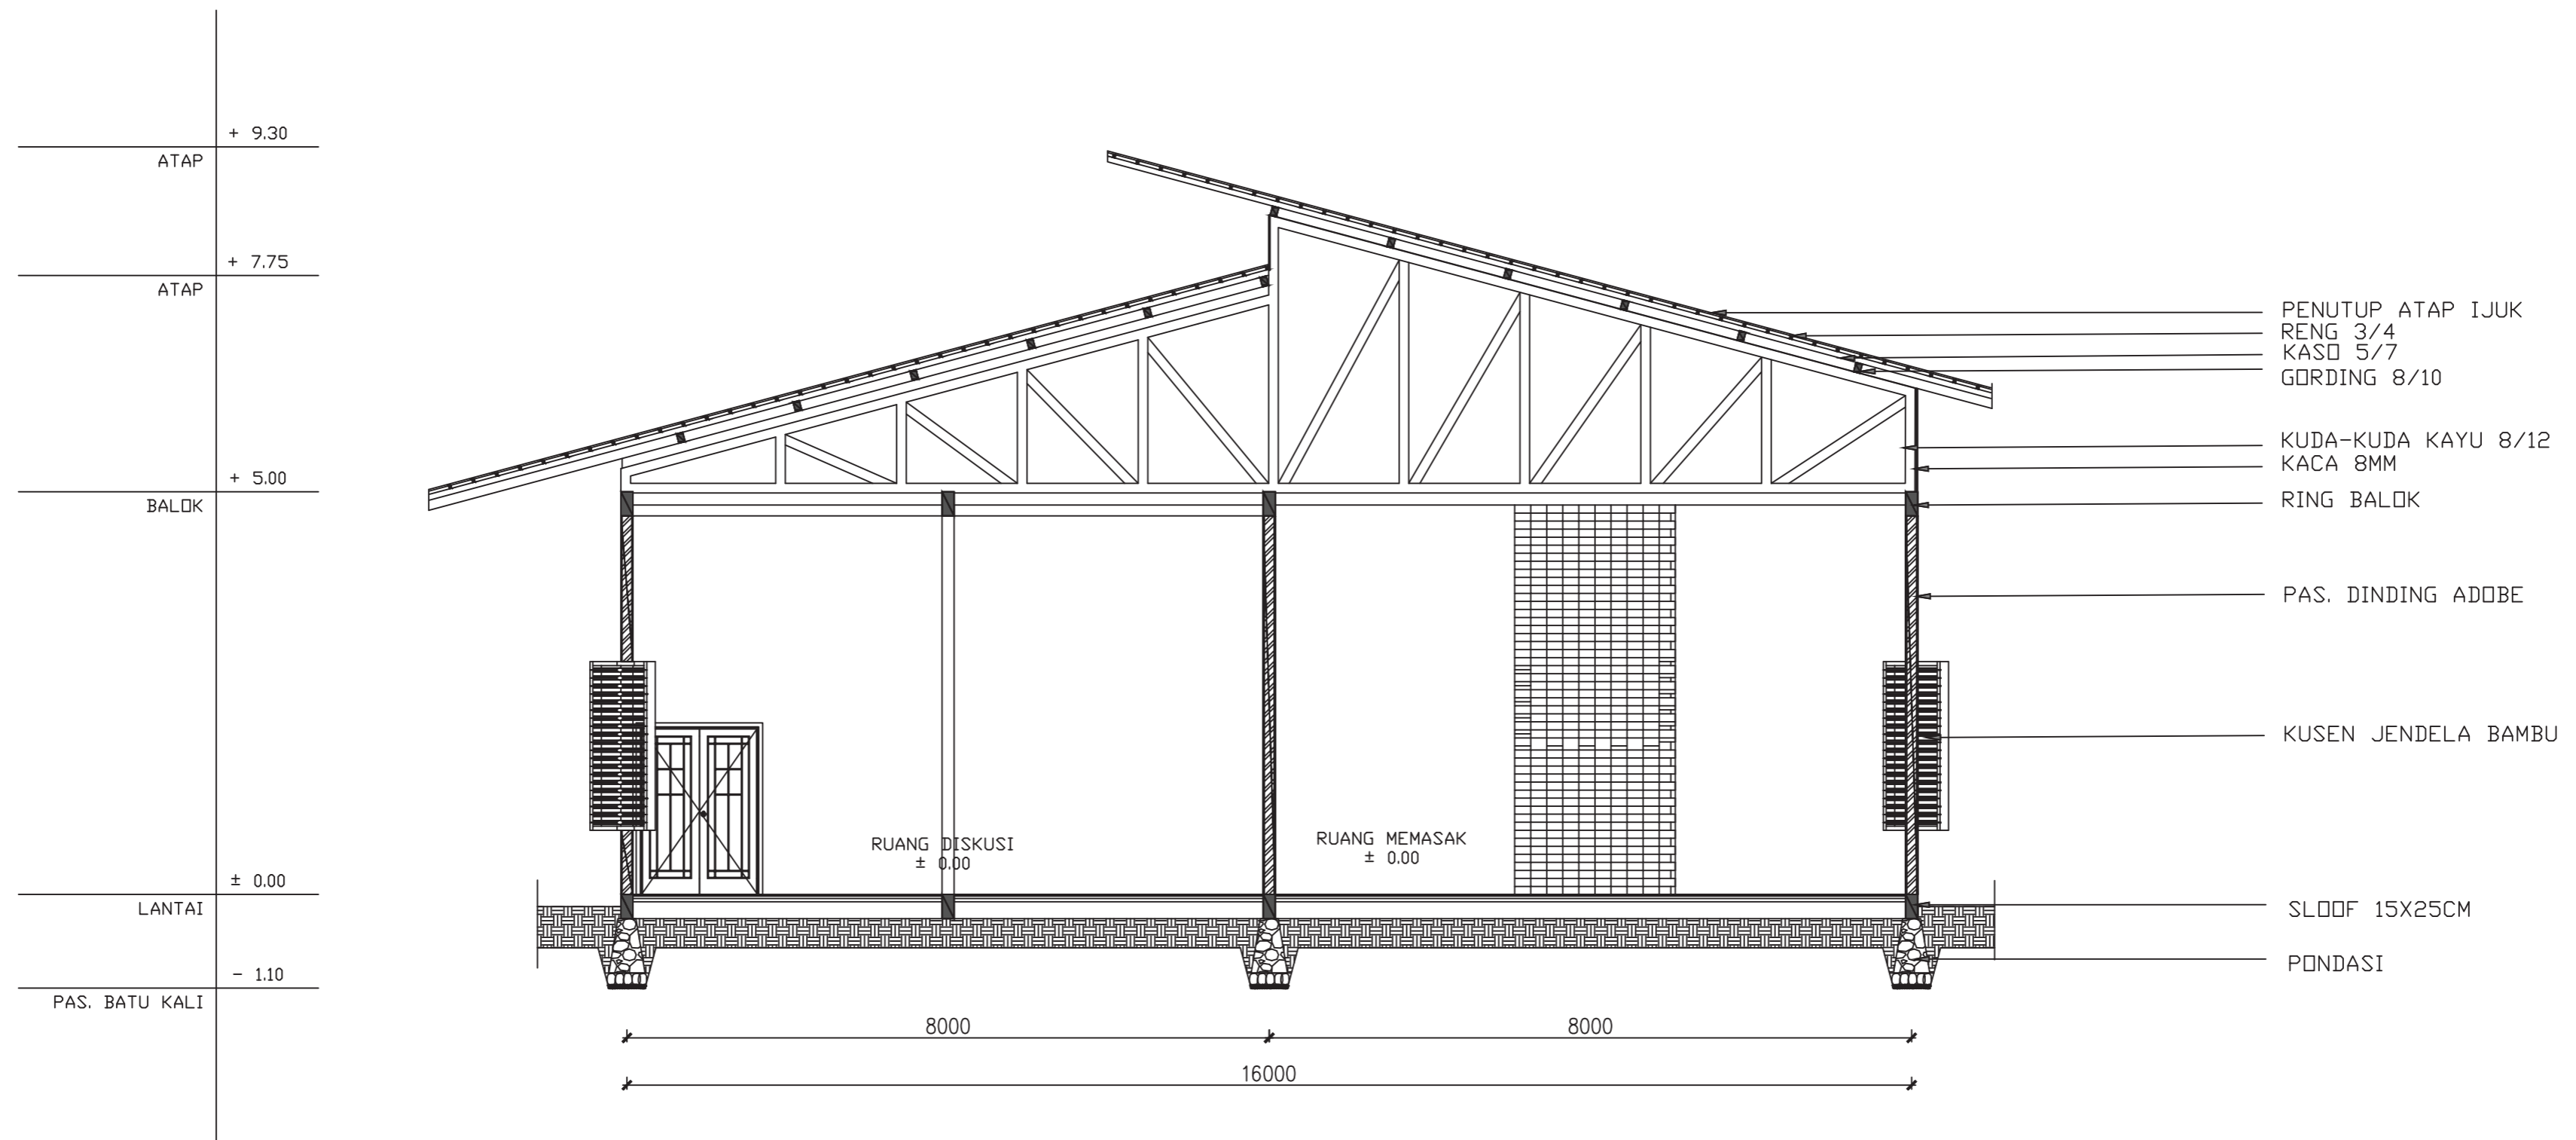 + 9.30
ATAP
+ 7.75
ATAP
+ 5.00
BALOK
± 0.00
LANTAI
- 1.10
PAS. BATU KALI
RUANG DISKUSI
± 0.00
RUANG MEMASAK
± 0.00
8000
8000
16000
PENUTUP ATAP IJUK
RENG 3/4
KASO 5/7
GORDING 8/10
KUDA-KUDA KAYU 8/12
KACA 8MM
RING BALOK
PAS. DINDING ADOBE
KUSEN JENDELA BAMBU
SLOOF 15X25CM
PONDASI